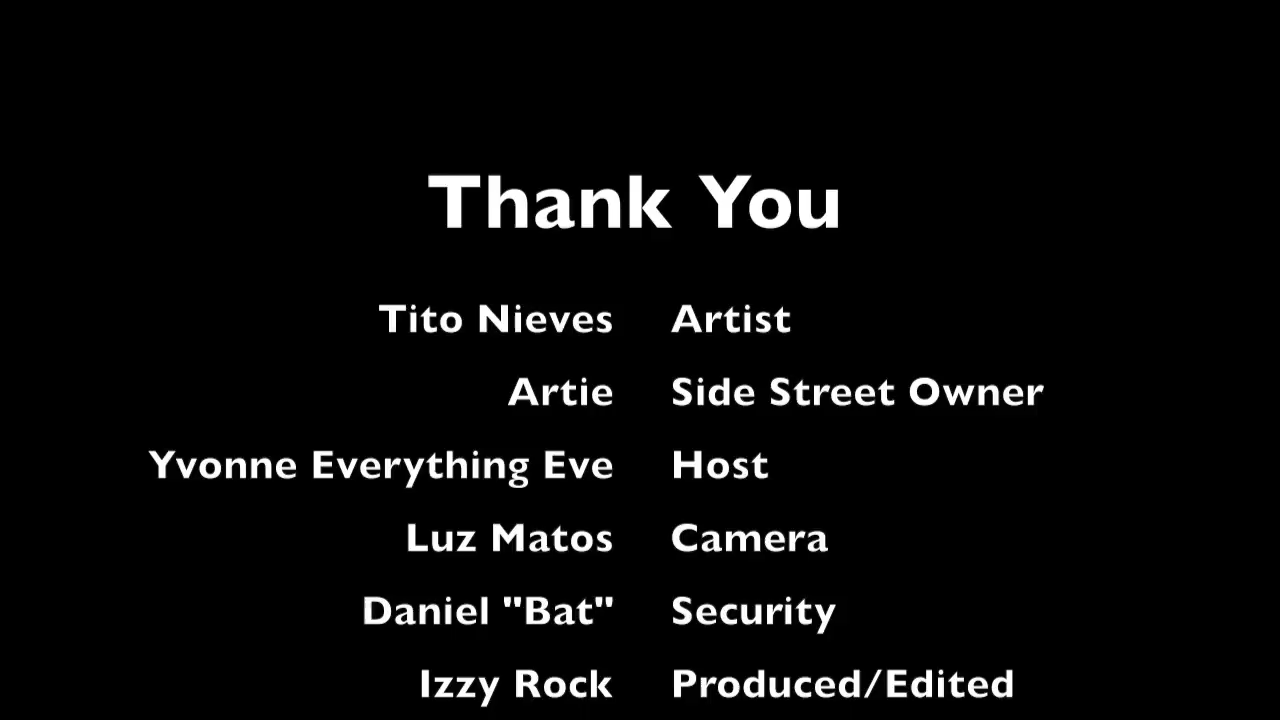 Thank You
Tito Nieves Artist
Artie Side Street Owner
Yvonne Everything Eve Host
Luz Matos Camera
Daniel "Bat" Security
Izzy Rock Produced/Edited